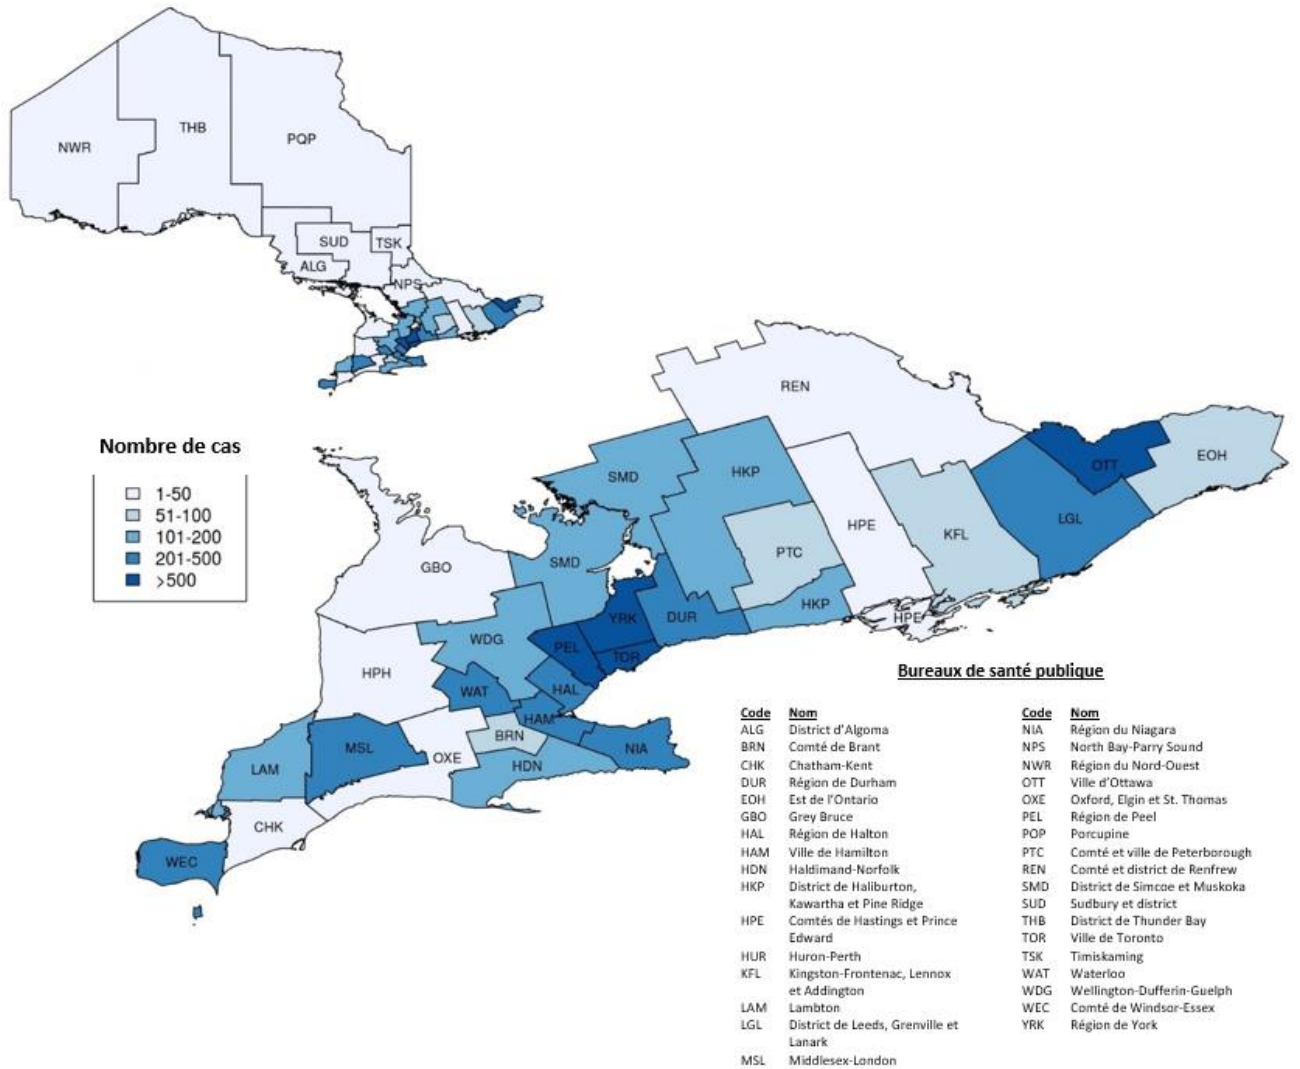 NWR
THB
PQP
SUD
TSK
ALG
NPS
Nombre de cas
1-50
51-100
101-200
201-500
>500
REN
SMD
HKP
OTT
EOH
LGL
HPE
KFL
PTC
GBO
SMD
HKP
HPE
YRK
DUR
WDG
PEL
TOR
HPH
WAT
HAL
HAM
BRN
NIA
MSL
OXE
HDN
LAM
CHK
WEC
Bureaux de santé publique
Code Nom
ALG District d'Algoma
BRN Comté de Brant
CHK Chatham-Kent
DUR Région de Durham
EOH Est de l'Ontario
GBO Grey Bruce
HAL Région de Halton
HAM Ville de Hamilton
HDN Haldimand-Norfolk
HKP District de Haliburton,
Kawartha et Pine Ridge
HPE Comtés de Hastings et Prince
Edward
HUR Huron-Perth
KFL Kingston-Frontenac, Lennox
et Addington
LAM Lambton
LGL District de Leeds, Grenville et
Lanark
MSL Middlesex-London
Code Nom
NIA Région du Niagara
NPS North Bay-Parry Sound
NWR Région du Nord-Ouest
OTT Ville d'Ottawa
OXE Oxford, Elgin et St. Thomas
PEL Région de Peel
POP Porcupine
PTC Comté et ville de Peterborough
REN Comté et district de Renfrew
SMD District de Simcoe et Muskoka
SUD Sudbury et district
THB District de Thunder Bay
TOR Ville de Toronto
TSK Timiskaming
WAT Waterloo
WDG Wellington-Dufferin-Guelph
WEC Comté de Windsor-Essex
YRK Région de York